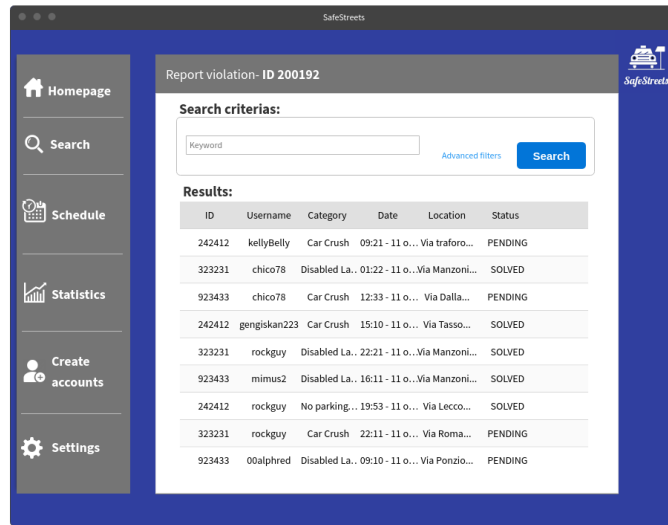 SafeStreets
SafeStreets
Homepage
Search
Schedule
Statistics
Create
accounts
Settings
Report violation- ID 200192
Search criterias:
Keyword
Advanced filters
Search
Results:
ID Username Category Date Location Status
242412 kellyBelly Car Crush 09:21 - 11 o... Via traforo... PENDING
323231 chico78 Disabled La.. 01:22 - 11 o... Via Manzoni... SOLVED
923433 chico78 Car Crush 12:33 - 11 o... Via Dalla... PENDING
242412 gengiskan223 Car Crush 15:10 - 11 o... Via Tasso... SOLVED
323231 rockguy Disabled La.. 22:21 - 11 o... Via Manzoni... SOLVED
923433 mimus2 Disabled La.. 16:11 - 11 o... Via Manzoni... SOLVED
242412 rockguy No parking... 19:53 - 11 o... Via Lecco... SOLVED
323231 rockguy Car Crush 22:11 - 11 o... Via Roma... PENDING
923433 00alphred Disabled La.. 09:10 - 11 o... Via Ponzio... PENDING